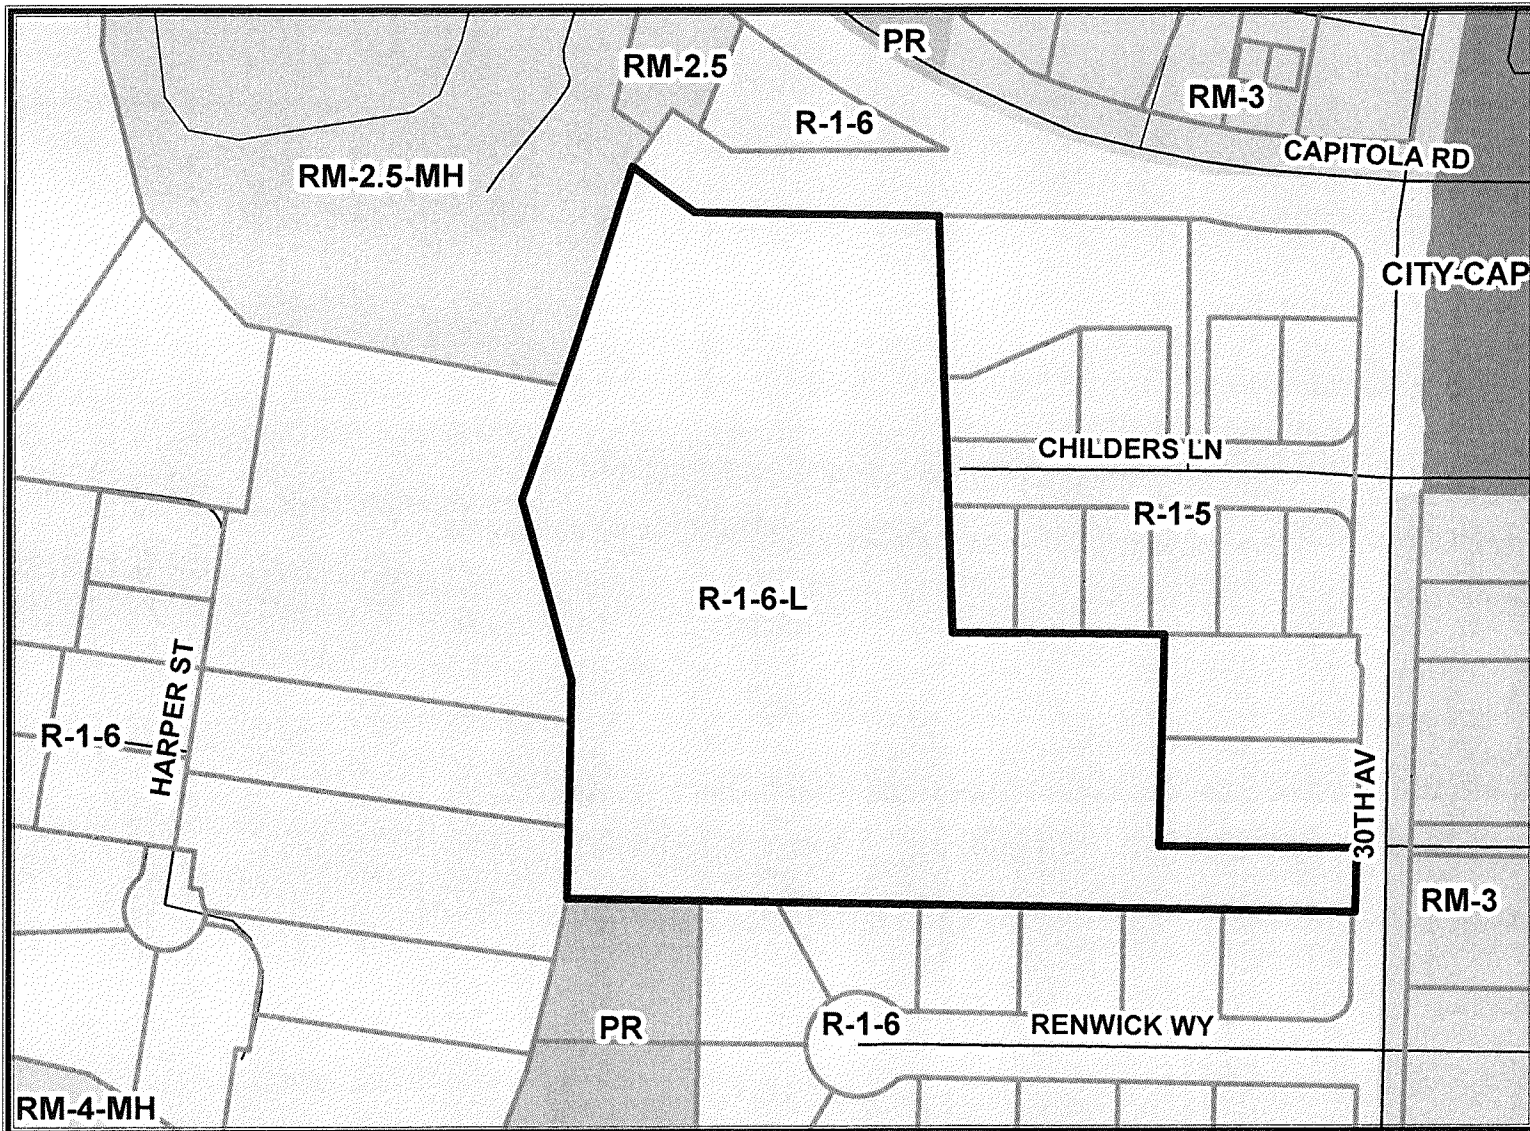 PR
RM-2.5
RM-3
R-1-6
CAPITOLA RD
RM-2.5-MH
CITY-CAP
CHILDERS LN
R-1-5
R-1-6-L
HARPER ST
R-1-6
30TH AV
RM-3
PR
R-1-6
RENWICK WY
RM-4-MH